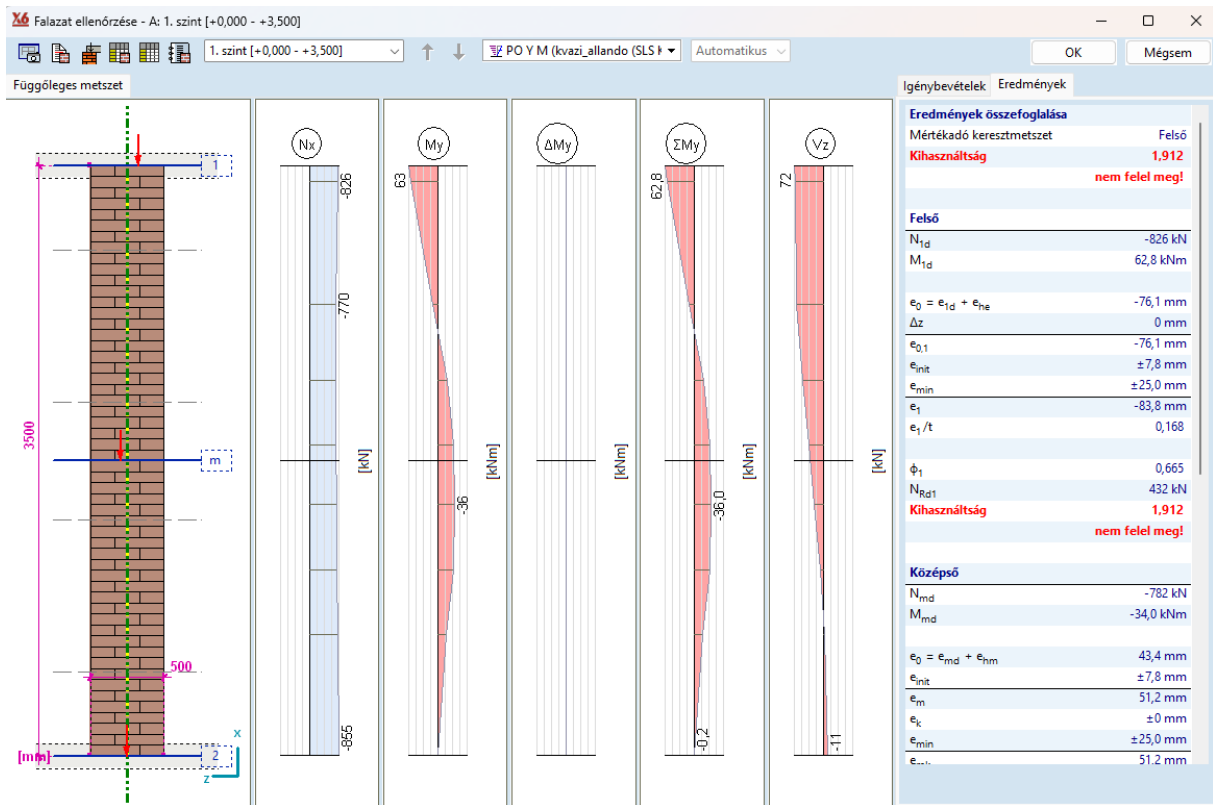 X6 Falazat ellenőrzés - A: 1. szint [+0,000 - +3,500]
1. szint [+0,000 - +3,500]
PO Y M (kvazi_allando (SLS
Automatikus
OK
Mégsem
Függőleges metszet
Igénybevételek
Eredmények
1
m
2
3500
500
[mm]
x
z
Nx
-826
-770
-855
[kN]
My
63
-36
[kNm]
ΔMy
[kNm]
ΣMy
62,8
-36,0
-0,2
[kNm]
Vz
72
-11
[kN]
Eredmények összefoglalása
Mértékadó keresztmetszet Felső
Kihasználtság 1,912
nem felel meg!
Felső
N1d -826 kN
M1d 62,8 kNm
e0 = e1d + ehe -76,1 mm
Δz 0 mm
e0,1 -76,1 mm
einit ±7,8 mm
emin ±25,0 mm
e1 -83,8 mm
e1/t 0,168
ϕ1 0,665
NRd1 432 kN
Kihasználtság 1,912
nem felel meg!
Középső
Nmd -782 kN
Mmd -34,0 kNm
e0 = emd + ehm 43,4 mm
einit ±7,8 mm
em 51,2 mm
ek ±0 mm
emin ±25,0 mm
emk 51,2 mm